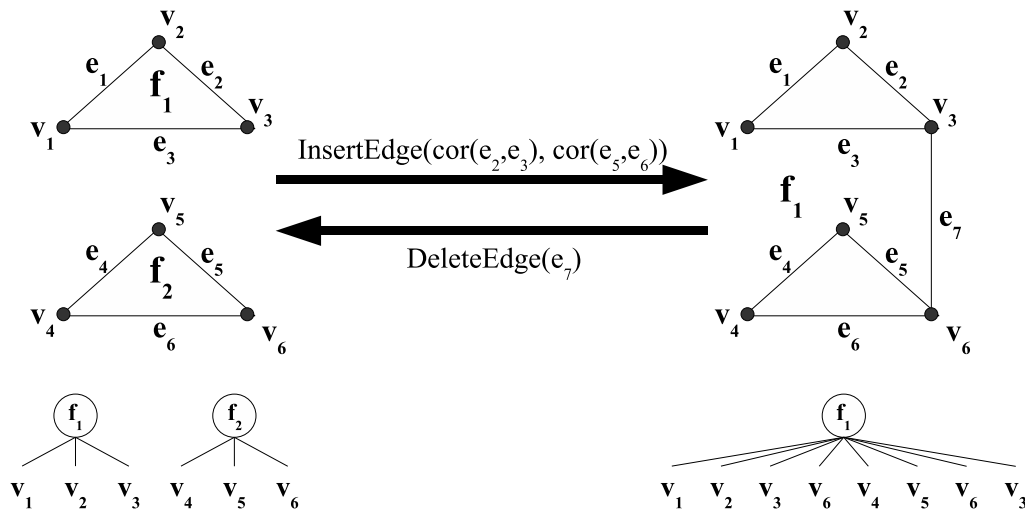 v₂ v₂
e₁ e₂ e₁ e₂
f₁
v₁ v₃ v₁ v₃
e₃ e₃
InsertEdge(cor(e₂,e₃), cor(e₅,e₆))
f₁
v₅ v₅
e₇
e₄ e₅ e₄ e₅
DeleteEdge(e₇)
f₂
v₄ v₆ v₄ v₆
e₆ e₆
f₁ f₂ f₁
v₁ v₂ v₃ v₄ v₅ v₆ v₁ v₂ v₃ v₆ v₄ v₅ v₆ v₃